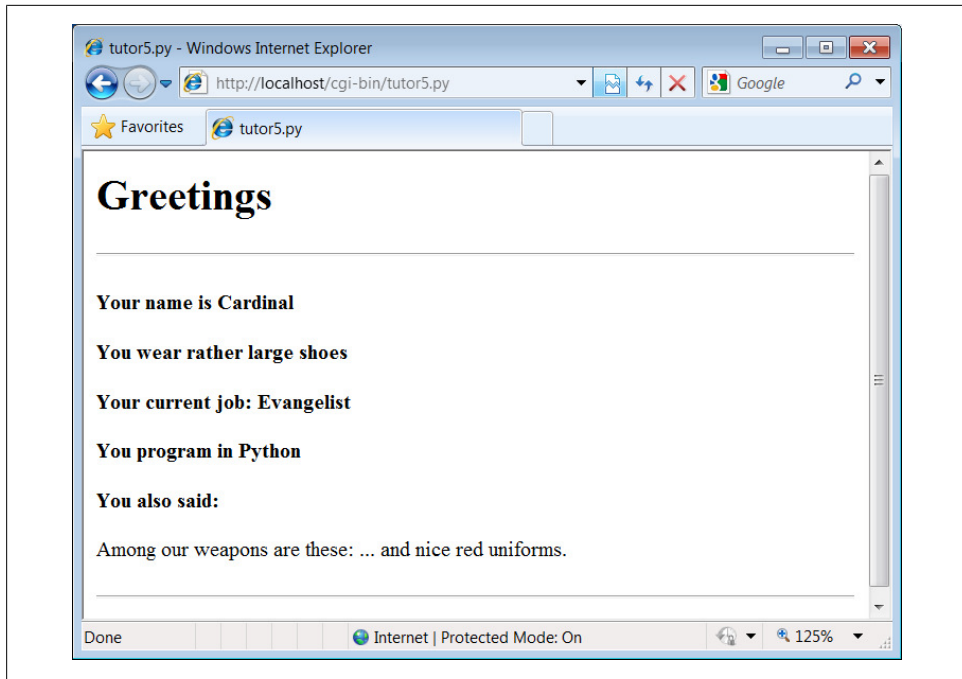 tutor5.py - Windows Internet Explorer
http://localhost/cgi-bin/tutor5.py
Google
Favorites
tutor5.py
Greetings
Your name is Cardinal
You wear rather large shoes
Your current job: Evangelist
You program in Python
You also said:
Among our weapons are these: ... and nice red uniforms.
Done
Internet | Protected Mode: On
125%